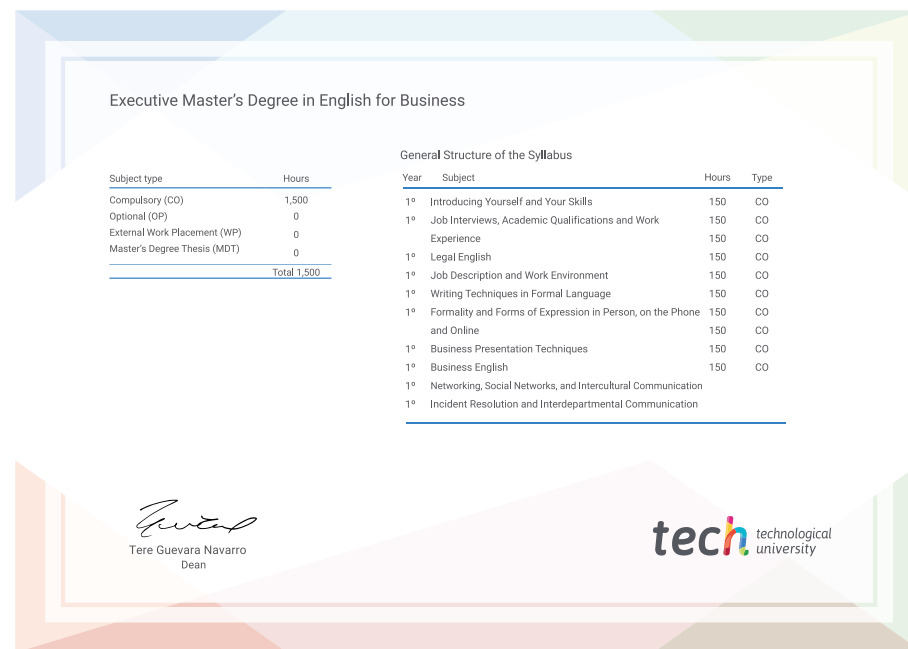 Executive Master's Degree in English for Business
Subject type Hours
Compulsory (CO) 1,500
Optional (OP) 0
External Work Placement (WP) 0
Master's Degree Thesis (MDT) 0
Total 1,500
General Structure of the Syllabus
Year Subject Hours Type
1º Introducing Yourself and Your Skills 150 CO
1º Job Interviews, Academic Qualifications and Work 150 CO
Experience 150 CO
1º Legal English 150 CO
1º Job Description and Work Environment 150 CO
1º Writing Techniques in Formal Language 150 CO
1º Formality and Forms of Expression in Person, on the Phone 150 CO
and Online 150 CO
1º Business Presentation Techniques 150 CO
1º Business English 150 CO
1º Networking, Social Networks, and Intercultural Communication
1º Incident Resolution and Interdepartmental Communication
Tere Guevara Navarro
Dean
tech technological
university